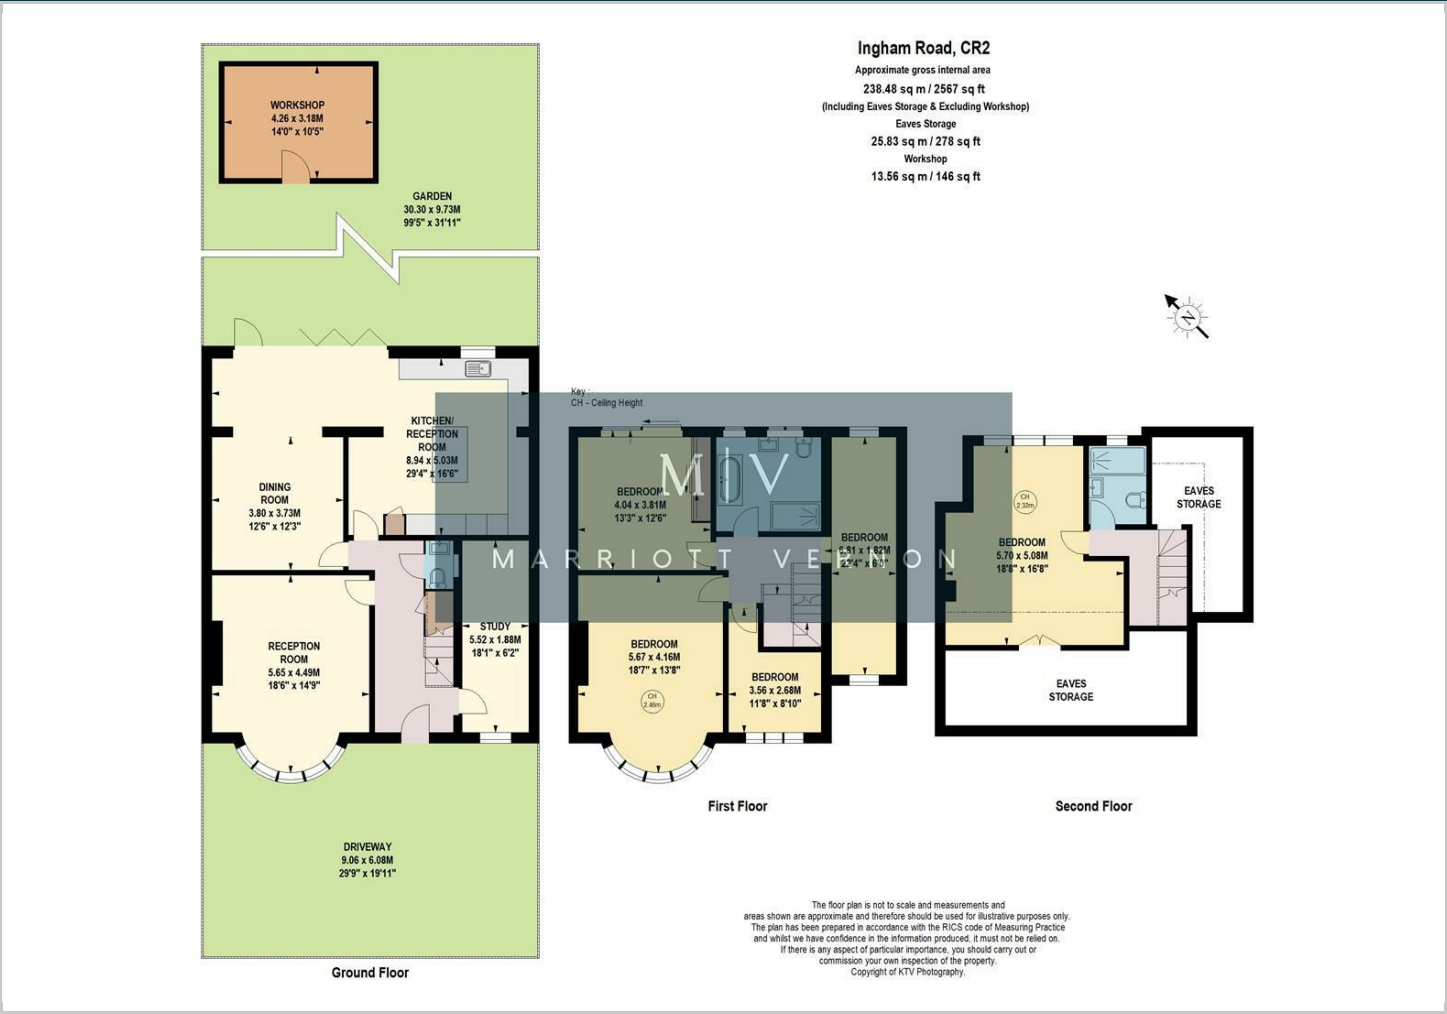 Ingham Road, CR2
Approximate gross internal area
238.48 sq m / 2567 sq ft
(Including Eaves Storage & Excluding Workshop)
Eaves Storage
25.83 sq m / 278 sq ft
Workshop
13.56 sq m / 146 sq ft
WORKSHOP
4.26 x 3.18M
14'0" x 10'5"
GARDEN
30.30 x 9.73M
99'5" x 31'11"
N
Key :
CH - Ceiling Height
KITCHEN/
RECEPTION
ROOM
8.94 x 5.03M
29'4" x 16'6"
DINING
ROOM
3.80 x 3.73M
12'6" x 12'3"
RECEPTION
ROOM
5.65 x 4.49M
18'6" x 14'9"
STUDY
5.52 x 1.88M
18'1" x 6'2"
DRIVEWAY
9.06 x 6.08M
29'9" x 19'11"
Ground Floor
M|V
MARRIOTT VERNON
BEDROOM
4.04 x 3.81M
13'3" x 12'6"
BEDROOM
6.81 x 1.82M
22'4" x
BEDROOM
5.67 x 4.16M
18'7" x 13'8"
CH
2.46m
BEDROOM
3.56 x 2.68M
11'8" x 8'10"
First Floor
CH
2.32m
BEDROOM
5.70 x 5.08M
18'8" x 16'8"
EAVES
STORAGE
EAVES
STORAGE
Second Floor
The floor plan is not to scale and measurements and
areas shown are approximate and therefore should be used for illustrative purposes only.
The plan has been prepared in accordance with the RICS code of Measuring Practice
and whilst we have confidence in the information produced, it must not be relied on.
If there is any aspect of particular importance, you should carry out or
commission your own inspection of the property.
Copyright of KTV Photography.